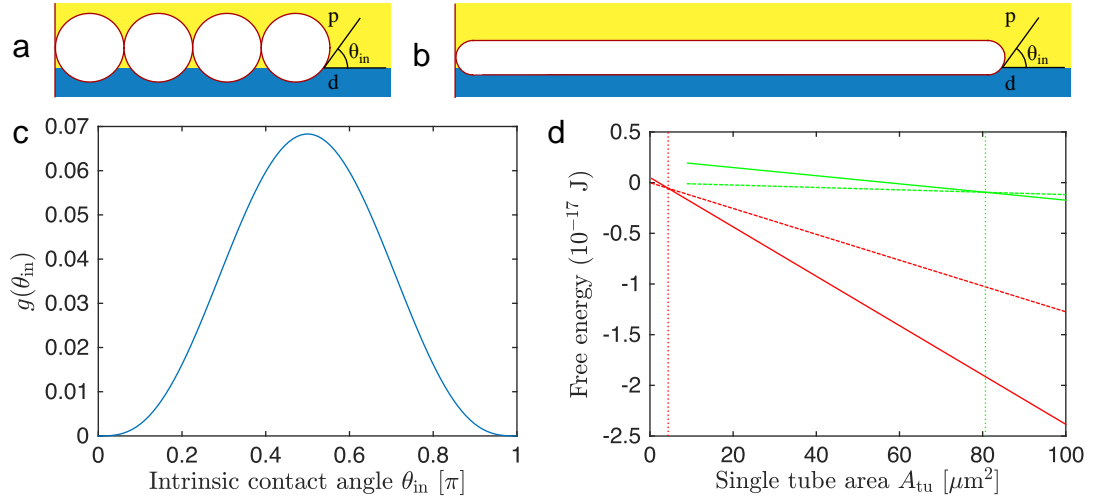 a
p
θin
d
b
p
θin
d
c
0.07
0.06
0.05
0.04
0.03
0.02
0.01
0
g(θin)
0 0.2 0.4 0.6 0.8 1
Intrinsic contact angle θin [π]
d
0.5
0
-0.5
-1
-1.5
-2
-2.5
Free energy (10−17 J)
0 20 40 60 80 100
Single tube area Atu [μm2]